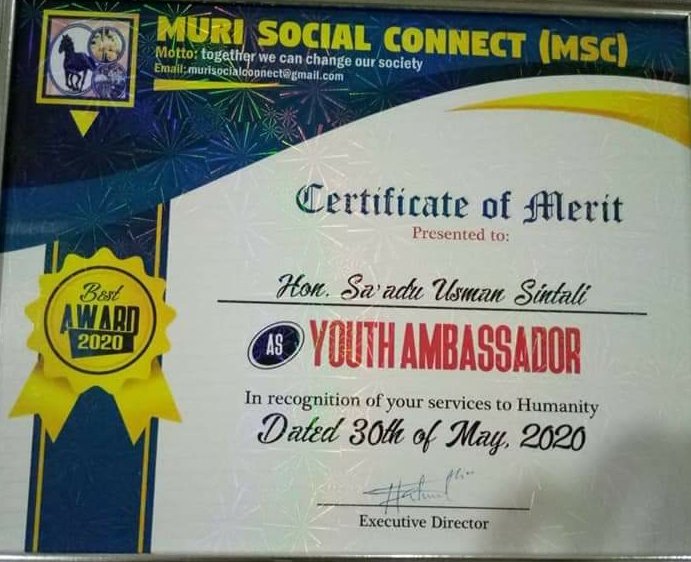 MURI SOCIAL CONNECT (MSC)
Motto: together we can change our society
Email: murisocialconnect@gmail.com
Certificate of Merit
Presented to:
Hon. Sa'adu Usman Sintali
AS YOUTH AMBASSADOR
In recognition of your services to Humanity
Dated 30th of May, 2020
Executive Director
Best
AWARD
2020